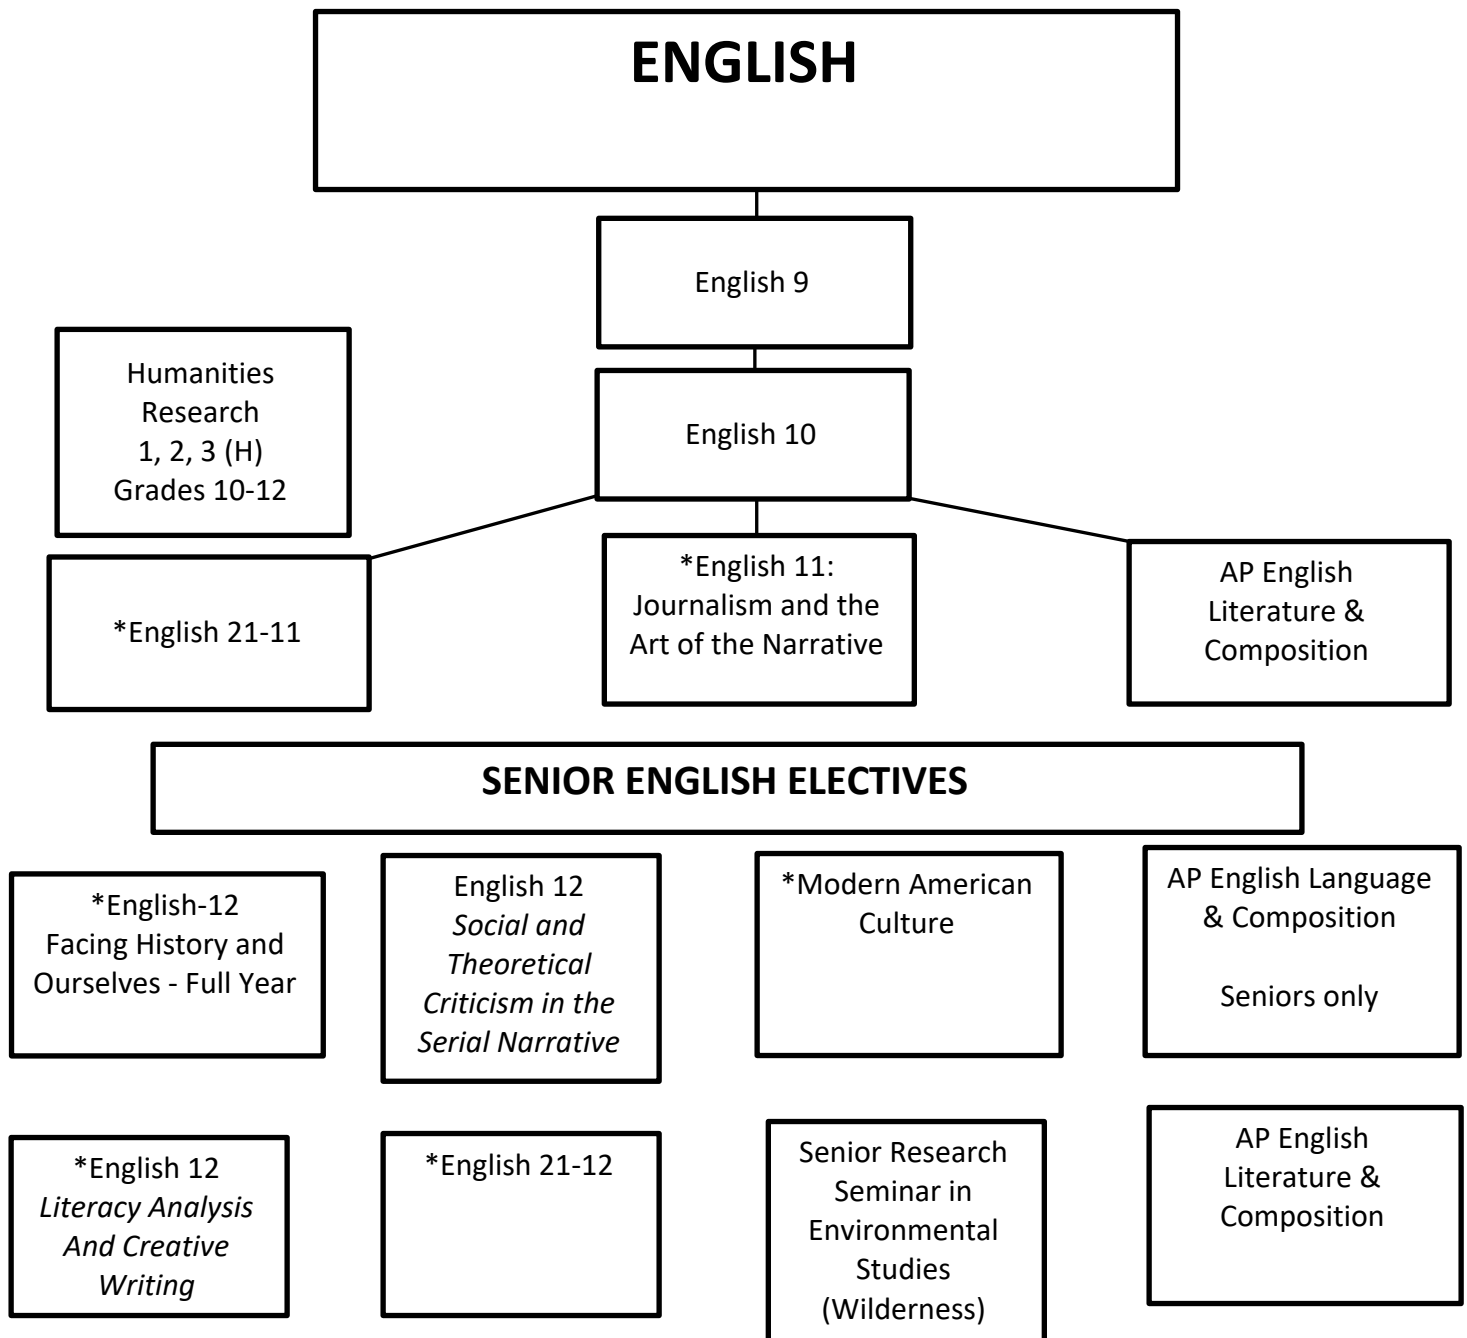 ENGLISH
English 9
Humanities
Research
1, 2, 3 (H)
Grades 10-12
English 10
*English 21-11
*English 11:
Journalism and the
Art of the Narrative
AP English
Literature &
Composition
SENIOR ENGLISH ELECTIVES
*English-12
Facing History and
Ourselves - Full Year
English 12
Social and
Theoretical
Criticism in the
Serial Narrative
*Modern American
Culture
AP English Language
& Composition
Seniors only
*English 12
Literacy Analysis
And Creative
Writing
*English 21-12
Senior Research
Seminar in
Environmental
Studies
(Wilderness)
AP English
Literature &
Composition